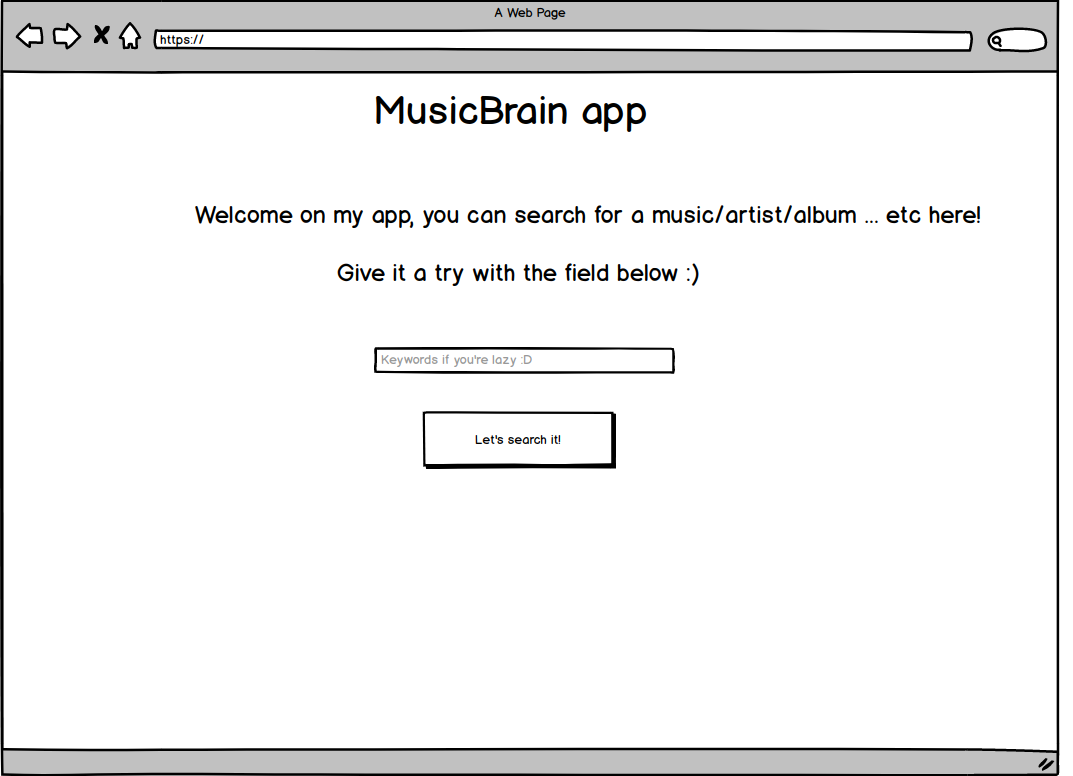 A Web Page
https://
MusicBrain app
Welcome on my app, you can search for a music/artist/album ... etc here!
Give it a try with the field below :)
Keywords if you're lazy :D
Let's search it!